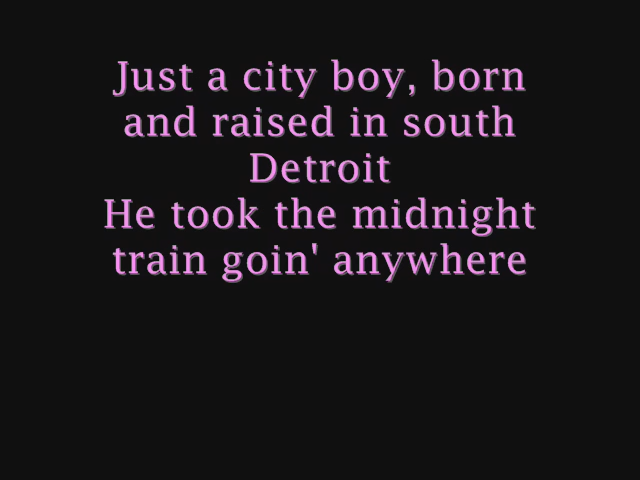 Just a city boy, born
and raised in south
Detroit
He took the midnight
train goin' anywhere